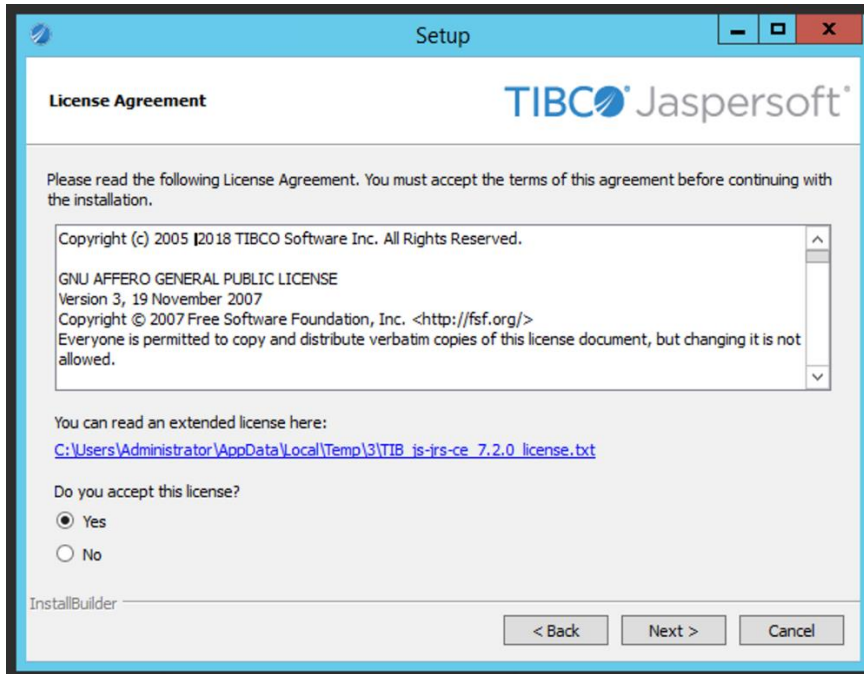 Setup
License Agreement
TIBCO® Jaspersoft®
Please read the following License Agreement. You must accept the terms of this agreement before continuing with
the installation.
Copyright (c) 2005 2018 TIBCO Software Inc. All Rights Reserved.
GNU AFFERO GENERAL PUBLIC LICENSE
Version 3, 19 November 2007
Copyright © 2007 Free Software Foundation, Inc. <http://fsf.org/>
Everyone is permitted to copy and distribute verbatim copies of this license document, but changing it is not
allowed.
You can read an extended license here:
C:\Users\Administrator\AppData\Local\Temp\3\TIB_js-jrs-ce_7.2.0_license.txt
Do you accept this license?
Yes
No
InstallBuilder
< Back Next > Cancel